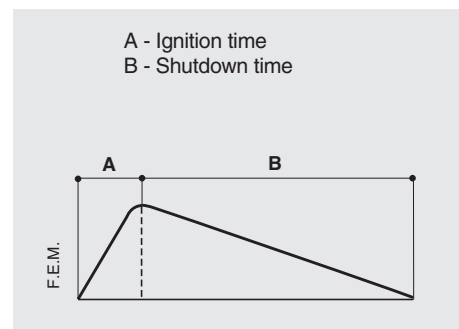 A - Ignition time
B - Shutdown time
A
B
F.E.M.